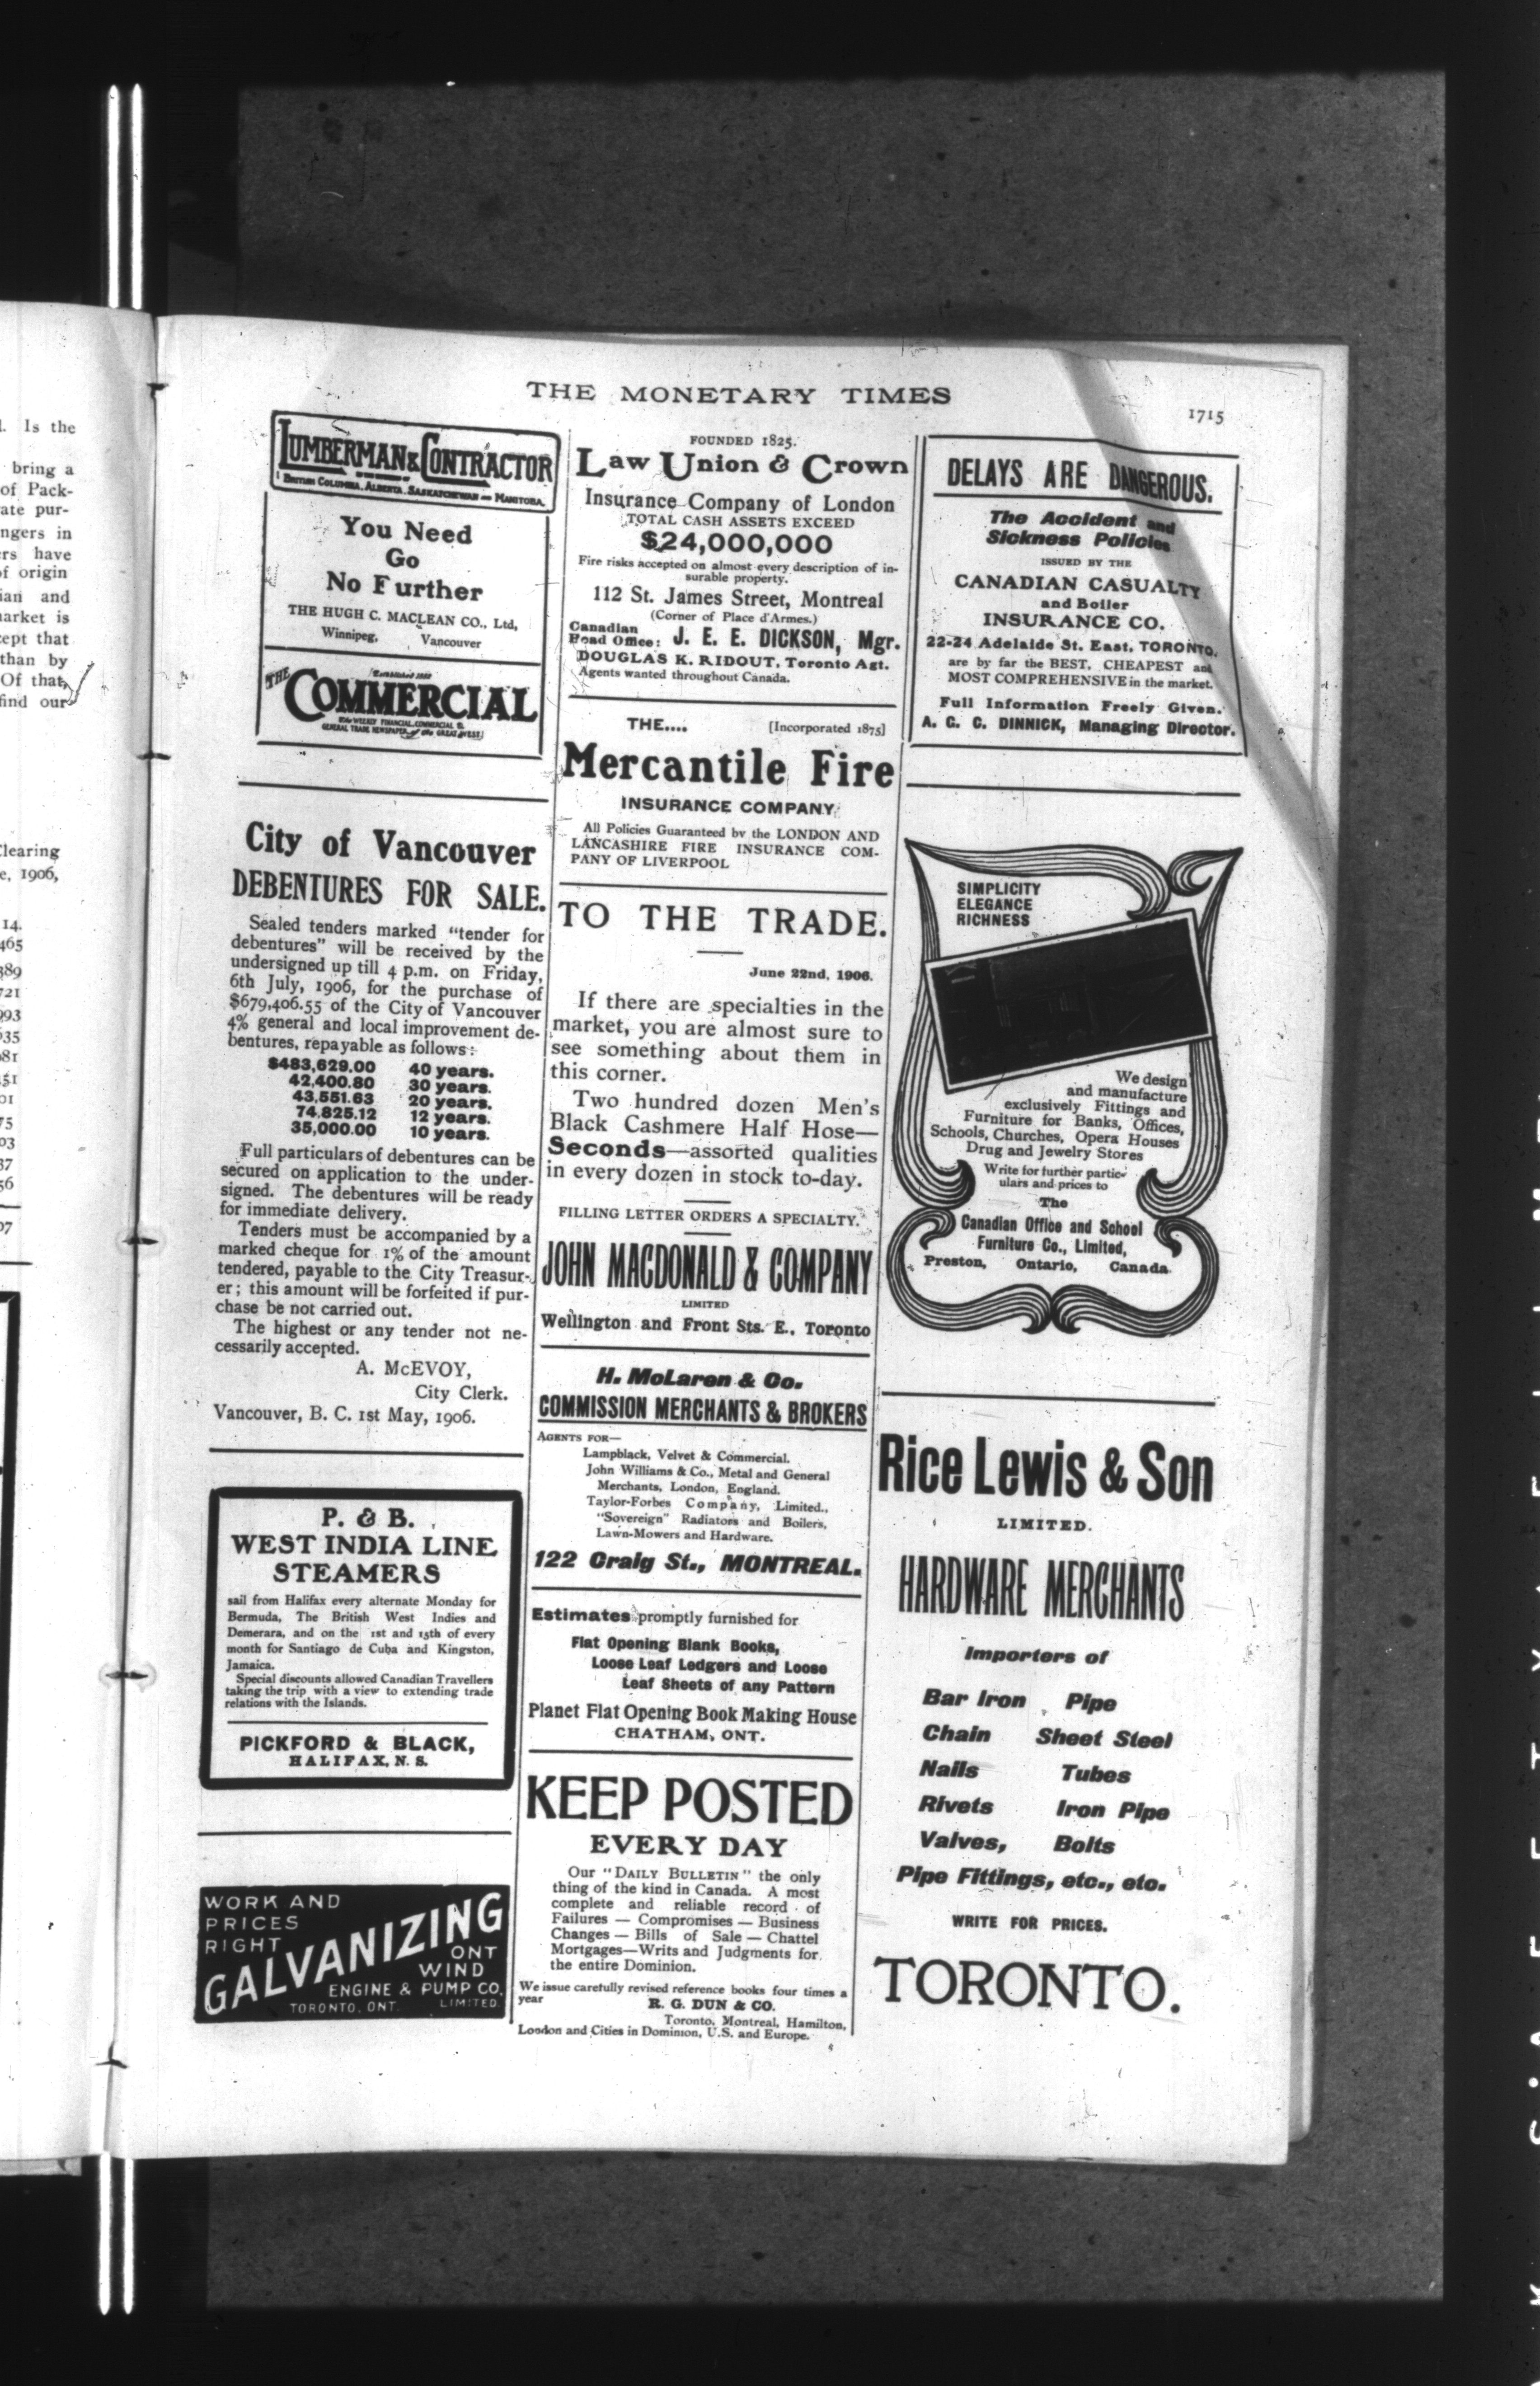 THE MONETARY TIMES
1715
LUMBERMAN & CONTRACTOR
BRITISH COLUMBIA, ALBERTA, SASKATCHEWAN AND MANITOBA.
You Need
Go
No Further
THE HUGH C. MACLEAN CO., Ltd,
Winnipeg, Vancouver
THE
Established 1882
COMMERCIAL
THE WEEKLY FINANCIAL, COMMERCIAL &
GENERAL TRADE NEWSPAPER of the GREAT WEST
City of Vancouver
DEBENTURES FOR SALE.
Sealed tenders marked "tender for
debentures" will be received by the
undersigned up till 4 p.m. on Friday,
6th July, 1906, for the purchase of
$679,406.55 of the City of Vancouver
4% general and local improvement de-
bentures, repayable as follows:
$483,629.00 40 years.
42,400.80 30 years.
43,551.63 20 years.
74,825.12 12 years.
35,000.00 10 years.
Full particulars of debentures can be
secured on application to the under-
signed. The debentures will be ready
for immediate delivery.
Tenders must be accompanied by a
marked cheque for 1% of the amount
tendered, payable to the City Treasur-
er; this amount will be forfeited if pur-
chase be not carried out.
The highest or any tender not ne-
cessarily accepted.
A. McEVOY,
City Clerk.
Vancouver, B. C. 1st May, 1906.
P. & B.
WEST INDIA LINE
STEAMERS
sail from Halifax every alternate Monday for
Bermuda, The British West Indies and
Demerara, and on the 1st and 15th of every
month for Santiago de Cuba and Kingston,
Jamaica.
Special discounts allowed Canadian Travellers
taking the trip with a view to extending trade
relations with the Islands.
PICKFORD & BLACK,
HALIFAX, N. S.
WORK AND
PRICES
RIGHT
GALVANIZING
ONT
WIND
ENGINE & PUMP CO.
TORONTO, ONT. LIMITED.
FOUNDED 1825.
Law Union & Crown
Insurance Company of London
TOTAL CASH ASSETS EXCEED
$24,000,000
Fire risks accepted on almost every description of in-
surable property.
112 St. James Street, Montreal
(Corner of Place d'Armes.)
Canadian
Head Office: J. E. E. DICKSON, Mgr.
DOUGLAS K. RIDOUT, Toronto Agt.
Agents wanted throughout Canada.
THE.... [Incorporated 1875]
Mercantile Fire
INSURANCE COMPANY
All Policies Guaranteed by the LONDON AND
LANCASHIRE FIRE INSURANCE COM-
PANY OF LIVERPOOL
TO THE TRADE.
June 22nd, 1906.
If there are specialties in the
market, you are almost sure to
see something about them in
this corner.
Two hundred dozen Men's
Black Cashmere Half Hose—
Seconds—assorted qualities
in every dozen in stock to-day.
FILLING LETTER ORDERS A SPECIALTY.
JOHN MACDONALD & COMPANY
LIMITED
Wellington and Front Sts. E., Toronto
H. McLaren & Co.
COMMISSION MERCHANTS & BROKERS
AGENTS FOR—
Lampblack, Velvet & Commercial.
John Williams & Co., Metal and General
Merchants, London, England.
Taylor-Forbes Company, Limited.,
"Sovereign" Radiators and Boilers,
Lawn-Mowers and Hardware.
122 Craig St., MONTREAL.
Estimates promptly furnished for
Flat Opening Blank Books,
Loose Leaf Ledgers and Loose
Leaf Sheets of any Pattern
Planet Flat Opening Book Making House
CHATHAM, ONT.
KEEP POSTED
EVERY DAY
Our "DAILY BULLETIN" the only
thing of the kind in Canada. A most
complete and reliable record of
Failures — Compromises — Business
Changes — Bills of Sale — Chattel
Mortgages—Writs and Judgments for
the entire Dominion.
We issue carefully revised reference books four times a
year
R. G. DUN & CO.
Toronto, Montreal, Hamilton,
London and Cities in Dominion, U.S. and Europe.
DELAYS ARE DANGEROUS.
The Accident and
Sickness Policies
ISSUED BY THE
CANADIAN CASUALTY
and Boiler
INSURANCE CO.
22-24 Adelaide St. East, TORONTO,
are by far the BEST, CHEAPEST and
MOST COMPREHENSIVE in the market.
Full Information Freely Given.
A. G. C. DINNICK, Managing Director.
SIMPLICITY
ELEGANCE
RICHNESS
We design
and manufacture
exclusively Fittings and
Furniture for Banks, Offices,
Schools, Churches, Opera Houses
Drug and Jewelry Stores
Write for further partic-
ulars and prices to
The
Canadian Office and School
Furniture Co., Limited,
Preston, Ontario, Canada
Rice Lewis & Son
LIMITED.
HARDWARE MERCHANTS
Importers of
Bar Iron Pipe
Chain Sheet Steel
Nails Tubes
Rivets Iron Pipe
Valves, Bolts
Pipe Fittings, etc., etc.
WRITE FOR PRICES.
TORONTO.